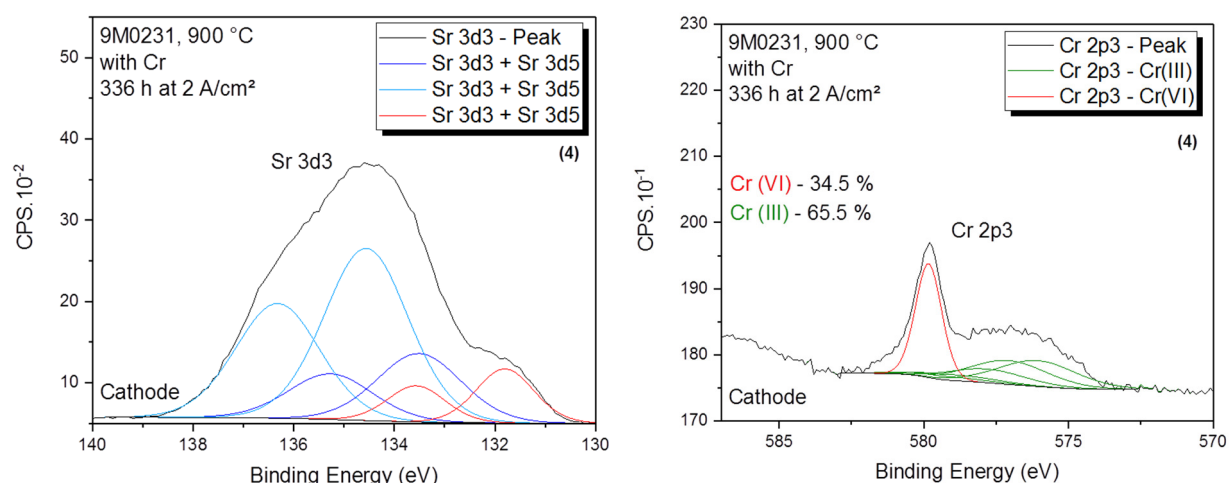 9M0231, 900 °C
with Cr
336 h at 2 A/cm²
Sr 3d3 - Peak
Sr 3d3 + Sr 3d5
Sr 3d3 + Sr 3d5
Sr 3d3 + Sr 3d5
(4)
Sr 3d3
Cathode
CPS.10⁻²
50
40
30
20
10
140
138
136
134
132
130
Binding Energy (eV)
9M0231, 900 °C
with Cr
336 h at 2 A/cm²
Cr 2p3 - Peak
Cr 2p3 - Cr(III)
Cr 2p3 - Cr(VI)
(4)
Cr (VI) - 34.5 %
Cr (III) - 65.5 %
Cr 2p3
Cathode
CPS.10⁻¹
230
220
210
200
190
180
170
585
580
575
570
Binding Energy (eV)